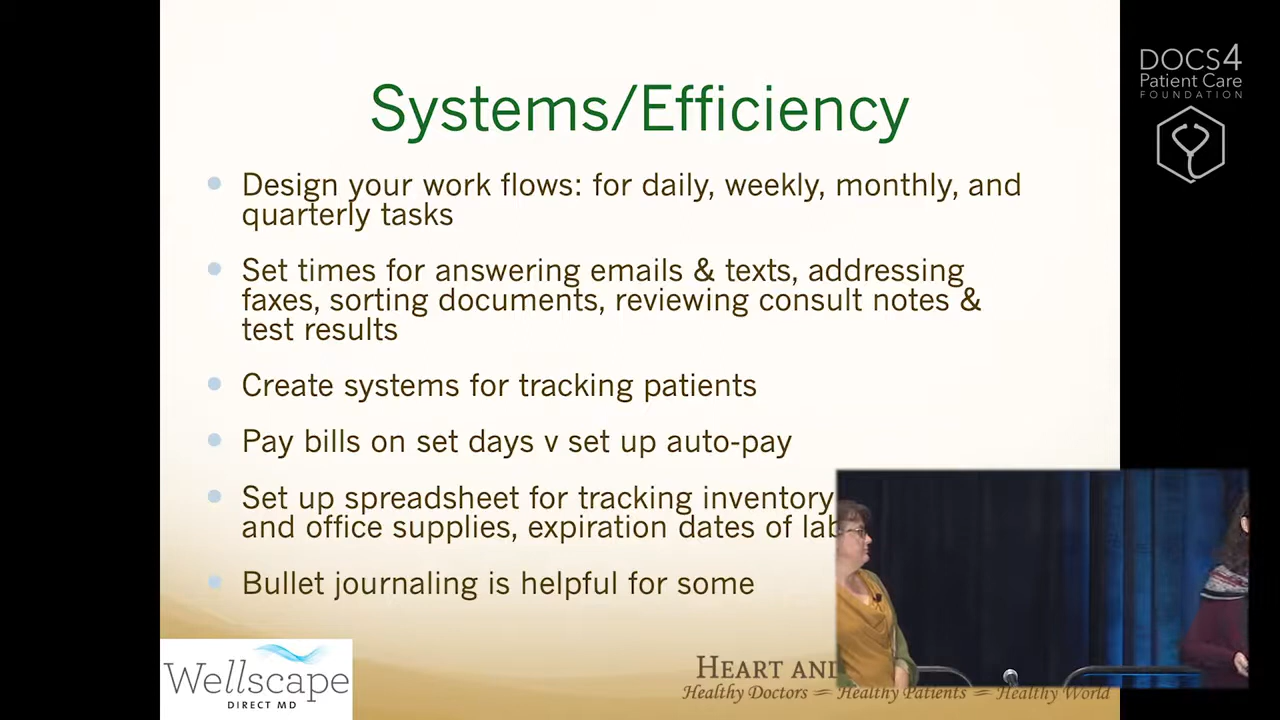 DOCS4
Patient Care
FOUNDATION
Systems/Efficiency
Design your work flows: for daily, weekly, monthly, and
quarterly tasks
Set times for answering emails & texts, addressing
faxes, sorting documents, reviewing consult notes &
test results
Create systems for tracking patients
Pay bills on set days v set up auto-pay
Set up spreadsheet for tracking inventory
and office supplies, expiration dates of
Bullet journaling is helpful for some
Wellscape
DIRECT MD
HEART AND
Healthy Doctors — Healthy Patients — Healthy World